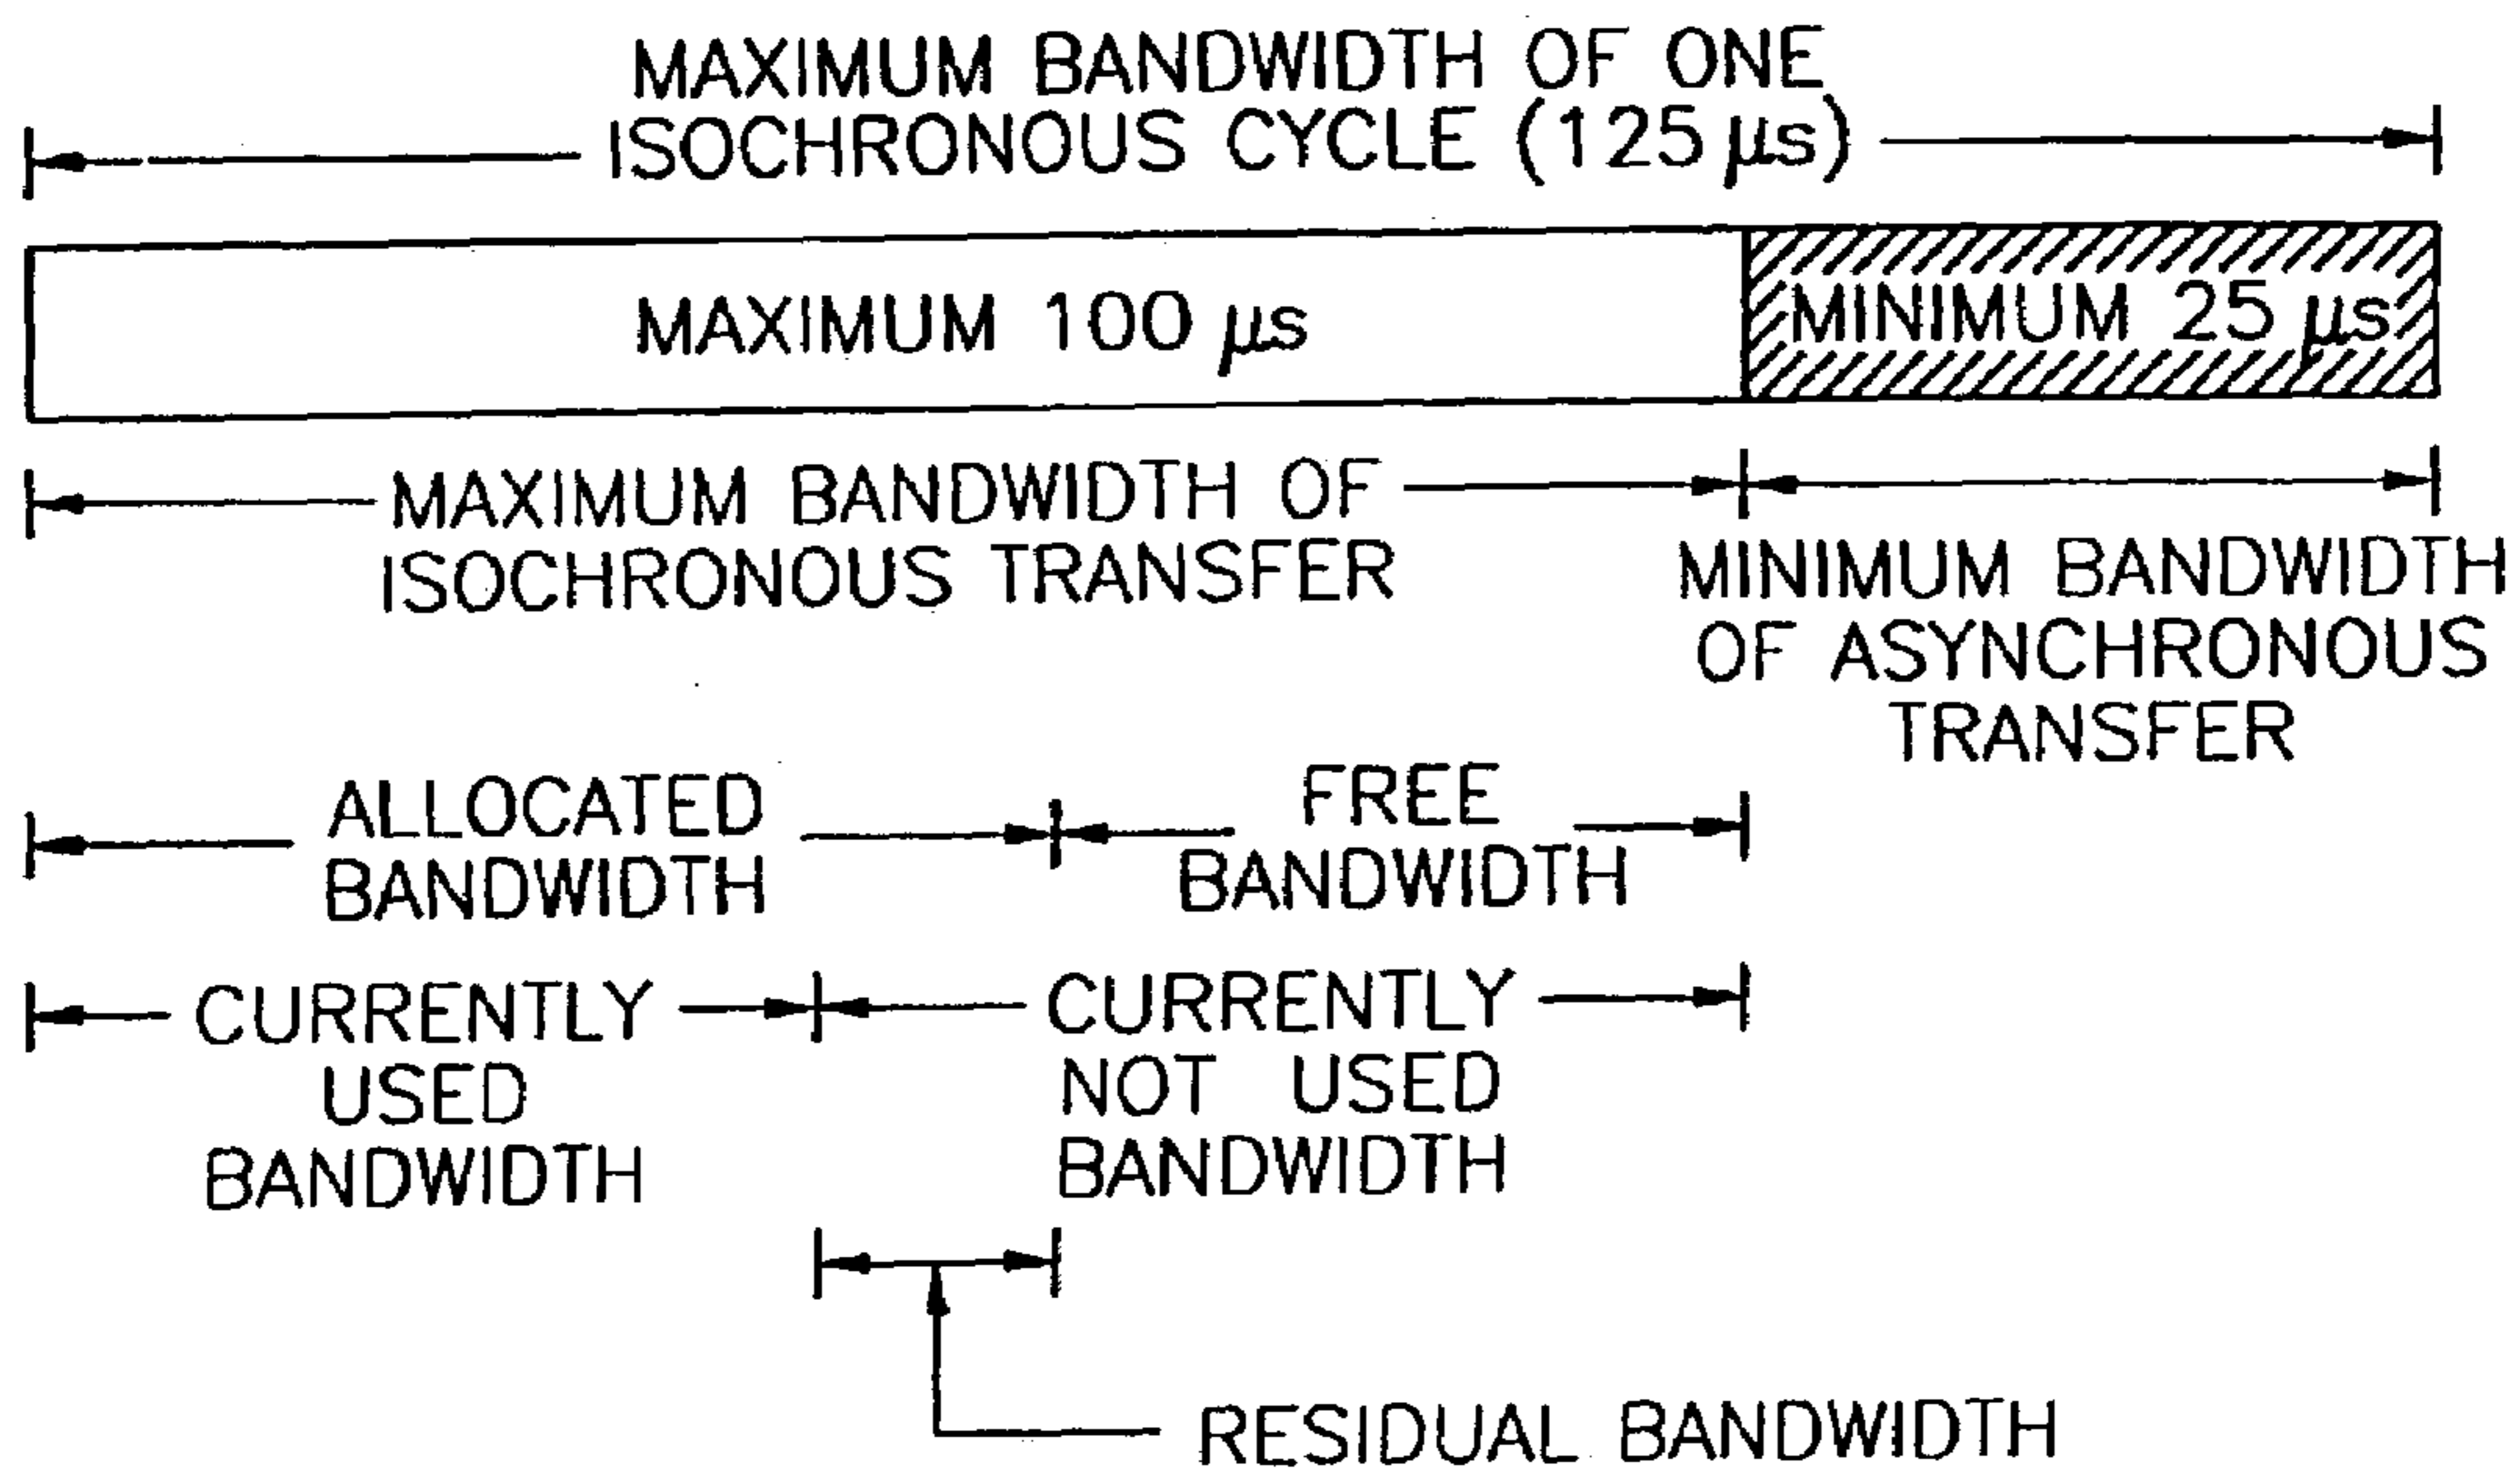 MAXIMUM BANDWIDTH OF ONE
ISOCHRONOUS CYCLE (125 µs)
MAXIMUM 100 µs
MINIMUM 25 µs
MAXIMUM BANDWIDTH OF
ISOCHRONOUS TRANSFER
MINIMUM BANDWIDTH
OF ASYNCHRONOUS
TRANSFER
ALLOCATED
BANDWIDTH
FREE
BANDWIDTH
CURRENTLY
USED
BANDWIDTH
CURRENTLY
NOT USED
BANDWIDTH
RESIDUAL BANDWIDTH